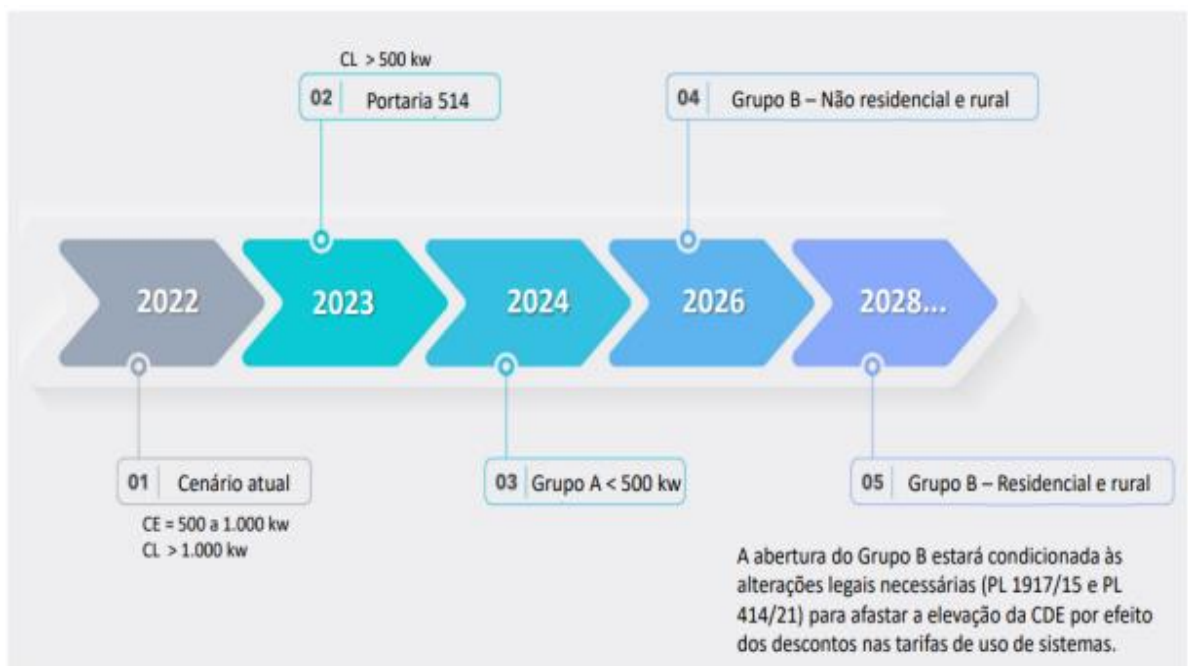 CL > 500 kw
02 Portaria 514
04 Grupo B – Não residencial e rural
2022
2023
2024
2026
2028...
01 Cenário atual
CE = 500 a 1.000 kw
CL > 1.000 kw
03 Grupo A < 500 kw
05 Grupo B – Residencial e rural
A abertura do Grupo B estará condicionada às
alterações legais necessárias (PL 1917/15 e PL
414/21) para afastar a elevação da CDE por efeito
dos descontos nas tarifas de uso de sistemas.